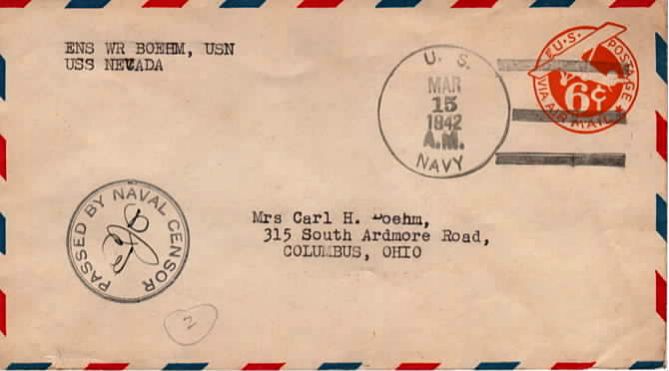 ENS WR BOEHM, USN
USS NEVADA
U. S.
MAR
15
1942
A.M.
NAVY
U.S. POSTAGE
6¢
VIA AIR MAIL
PASSED BY NAVAL CENSOR
Mrs Carl H. Boehm,
315 South Ardmore Road,
COLUMBUS, OHIO
2